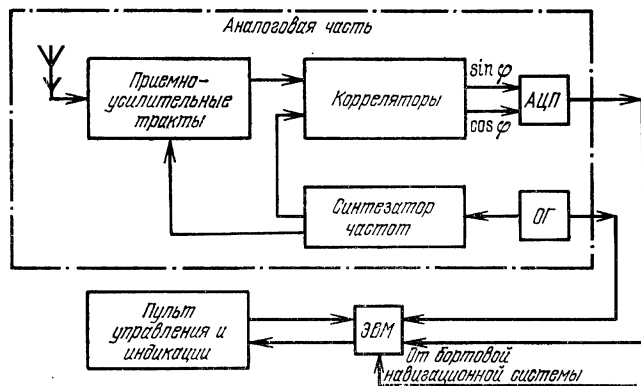 Аналоговая часть
Приемно-
усилительные
тракты
Корреляторы
sin φ
cos φ
АЦП
Синтезатор
частот
ОГ
Пульт
управления и
индикации
ЭВМ
От бортовой
навигационной системы